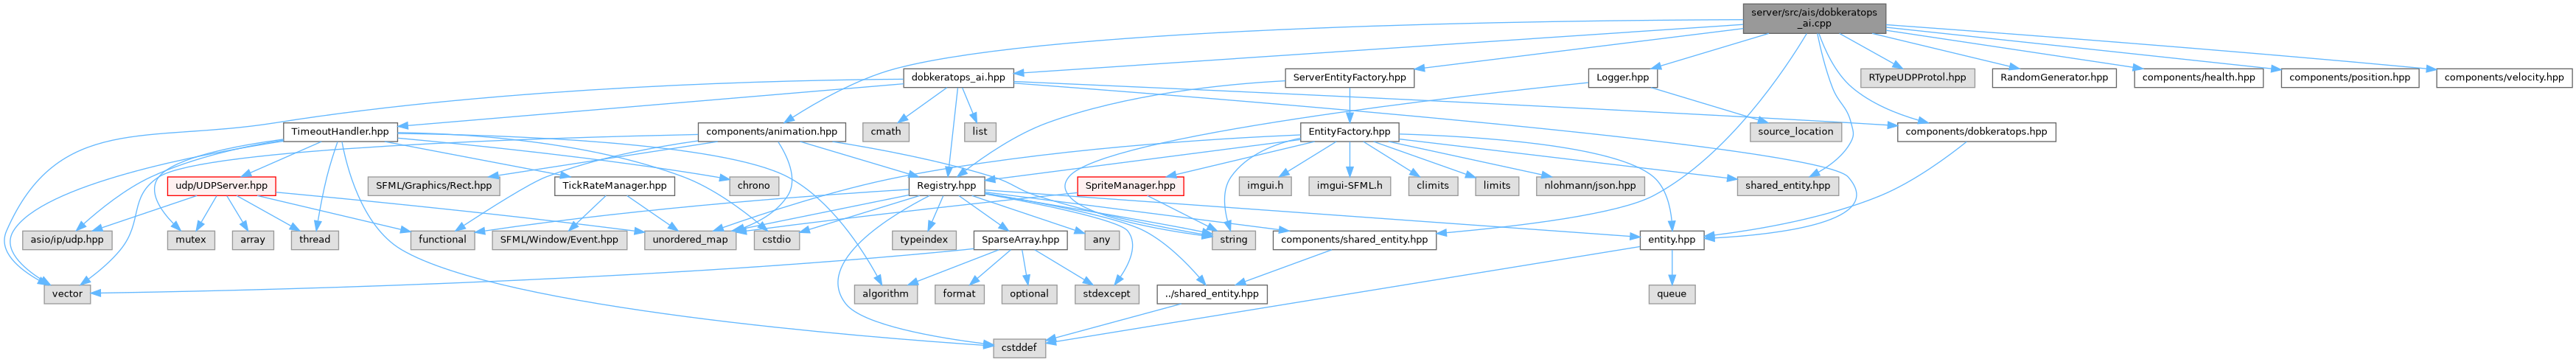 server/src/ais/dobkeratops
_ai.cpp
dobkeratops_ai.hpp
ServerEntityFactory.hpp
Logger.hpp
RTypeUDPProtol.hpp
RandomGenerator.hpp
components/health.hpp
components/position.hpp
components/velocity.hpp
TimeoutHandler.hpp
components/animation.hpp
cmath
list
EntityFactory.hpp
source_location
components/dobkeratops.hpp
udp/UDPServer.hpp
SFML/Graphics/Rect.hpp
TickRateManager.hpp
chrono
Registry.hpp
SpriteManager.hpp
imgui.h
imgui-SFML.h
climits
limits
nlohmann/json.hpp
shared_entity.hpp
asio/ip/udp.hpp
mutex
array
thread
functional
SFML/Window/Event.hpp
unordered_map
cstdio
typeindex
SparseArray.hpp
any
string
components/shared_entity.hpp
entity.hpp
vector
algorithm
format
optional
stdexcept
../shared_entity.hpp
queue
cstddef